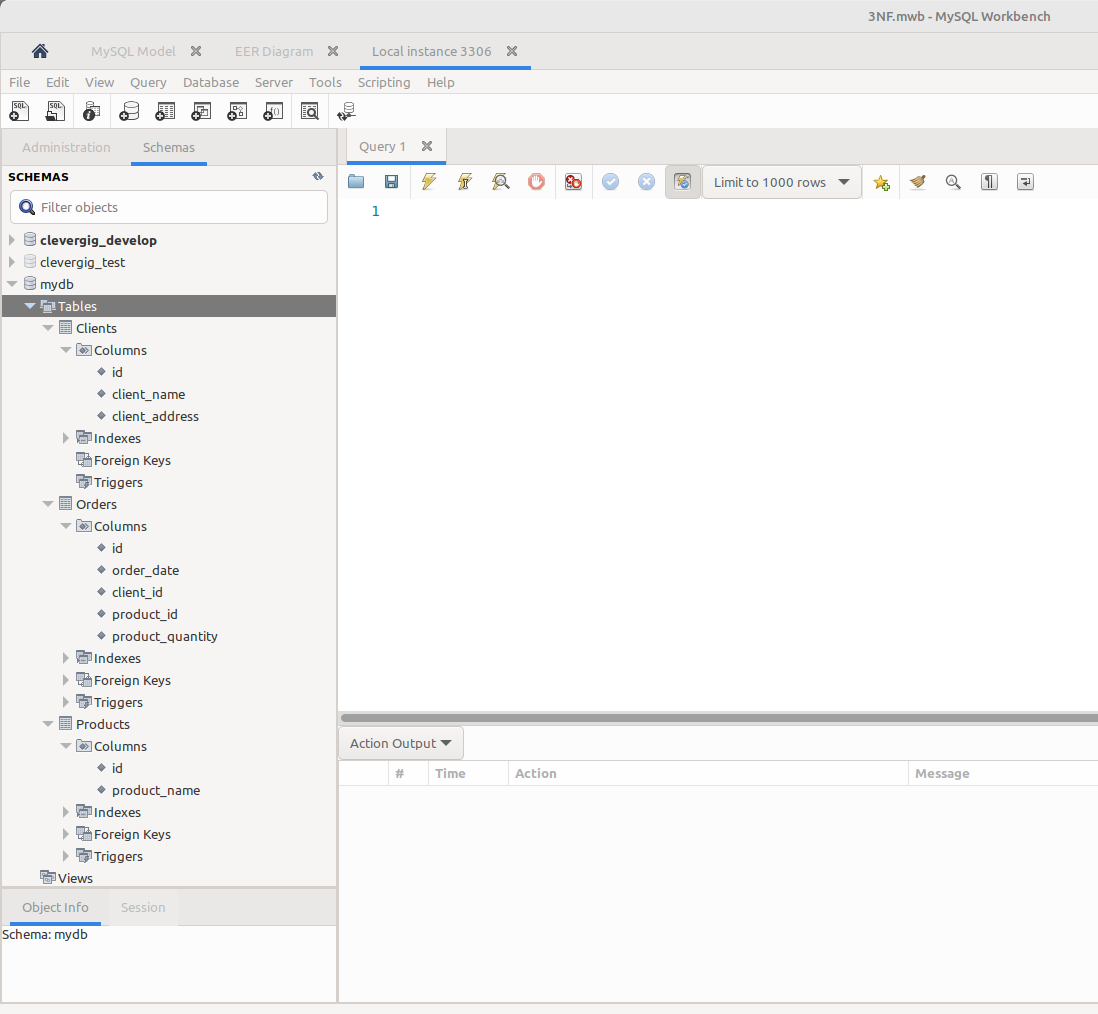 3NF.mwb - MySQL Workbench
MySQL Model EER Diagram Local instance 3306
File Edit View Query Database Server Tools Scripting Help
Administration Schemas
Query 1
SCHEMAS
Limit to 1000 rows
Filter objects
1
clevergig_develop
clevergig_test
mydb
Tables
Clients
Columns
id
client_name
client_address
Indexes
Foreign Keys
Triggers
Orders
Columns
id
order_date
client_id
product_id
product_quantity
Indexes
Foreign Keys
Triggers
Products
Columns
id
product_name
Indexes
Foreign Keys
Triggers
Views
Action Output
# Time Action Message
Object Info Session
Schema: mydb